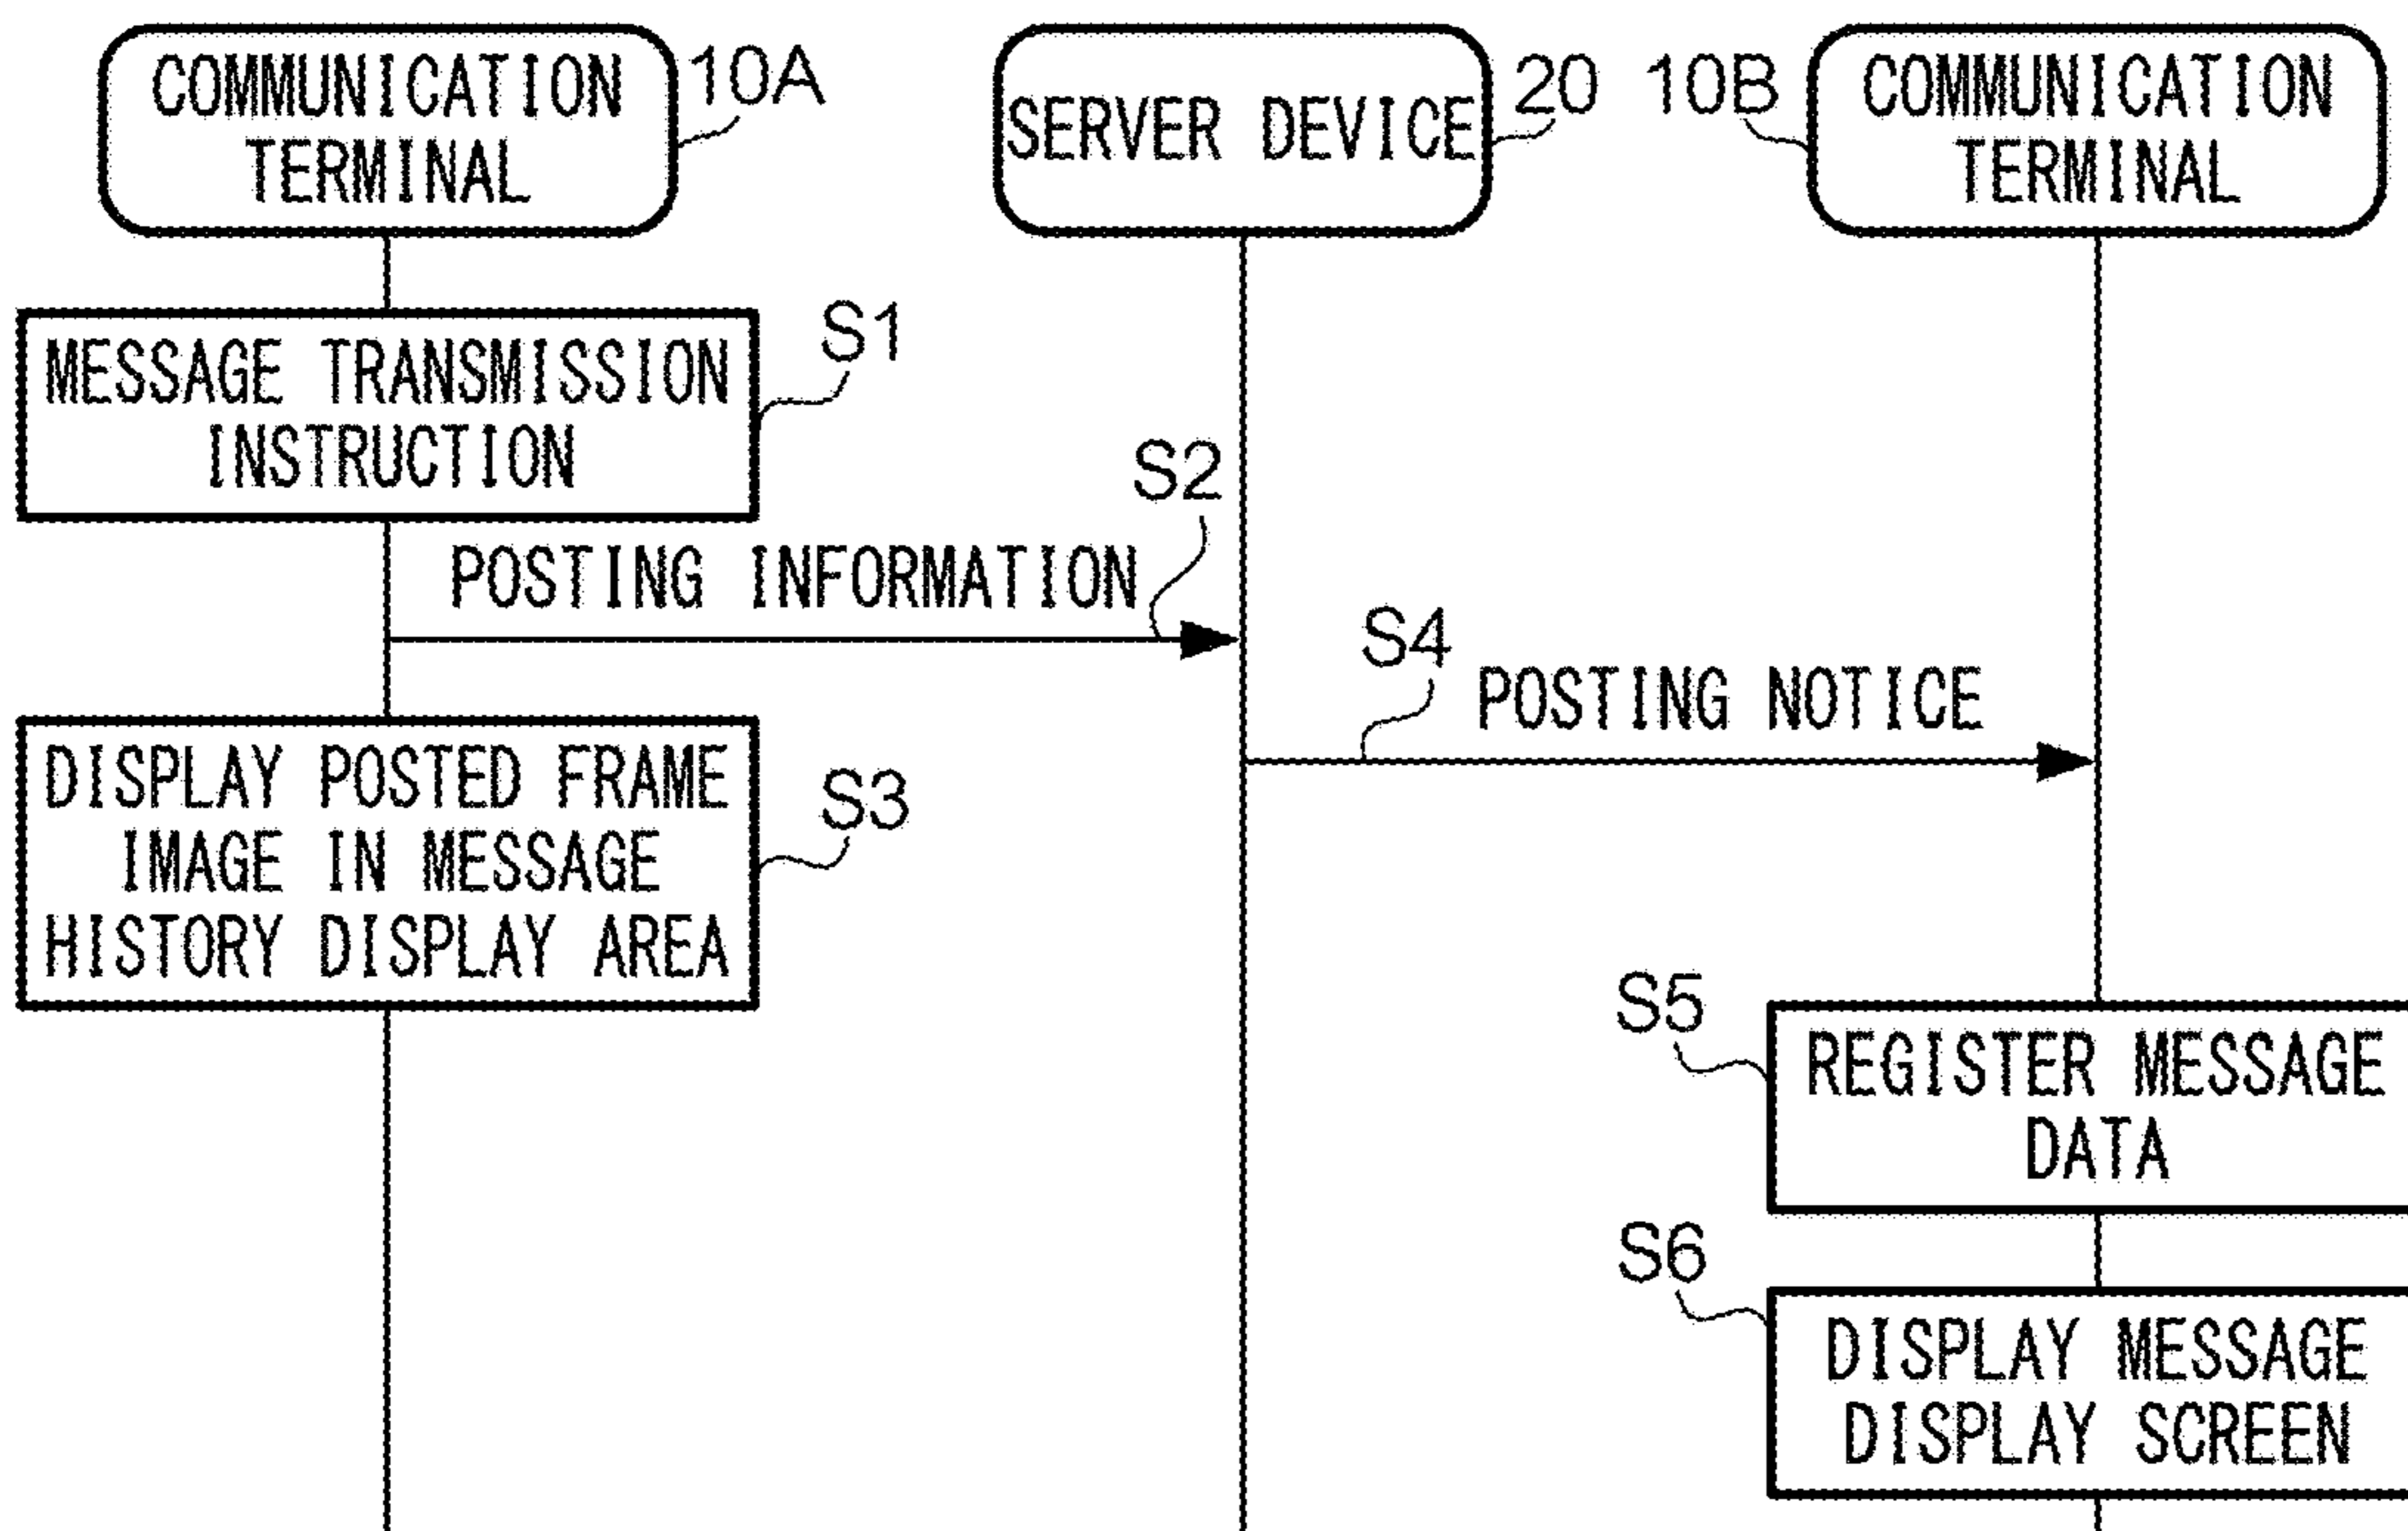 COMMUNICATION
TERMINAL
10A
SERVER DEVICE
20
10B
COMMUNICATION
TERMINAL
MESSAGE TRANSMISSION
INSTRUCTION
S1
S2
POSTING INFORMATION
S4
POSTING NOTICE
DISPLAY POSTED FRAME
IMAGE IN MESSAGE
HISTORY DISPLAY AREA
S3
S5
REGISTER MESSAGE
DATA
S6
DISPLAY MESSAGE
DISPLAY SCREEN